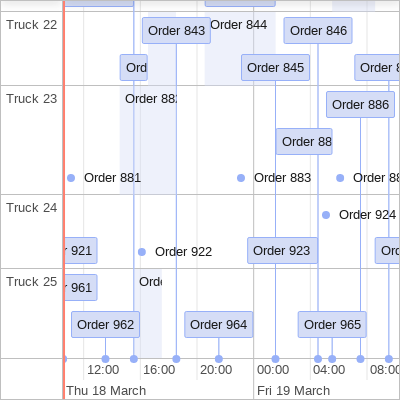 Truck 22
Order 843
Order 844
Order 846
Ord
Order 845
Order 8
Truck 23
Order 88
Order 886
Order 88
Order 881
Order 883
Order 88
Truck 24
Order 924
921
Order 922
Order 923
Ord
Truck 25
961
Orde
Order 962
Order 964
Order 965
12:00
16:00
20:00
00:00
04:00
08:00
Thu 18 March
Fri 19 March